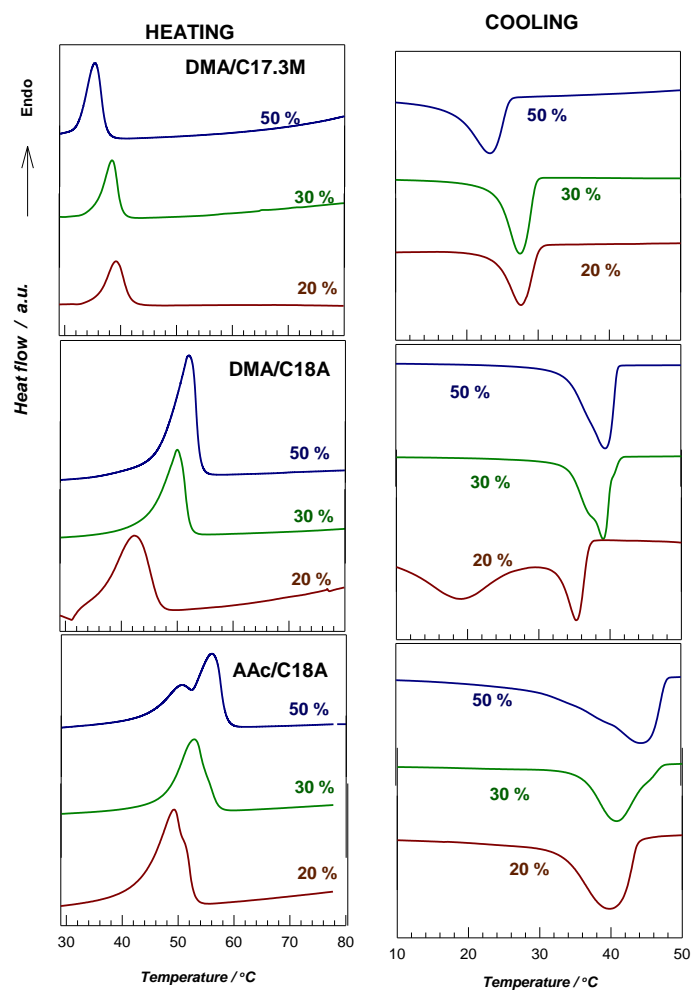 HEATING
COOLING
Heat flow / a.u.
Endo
DMA/C17.3M
50 %
30 %
20 %
50 %
30 %
20 %
DMA/C18A
50 %
30 %
20 %
50 %
30 %
20 %
AAc/C18A
50 %
30 %
20 %
50 %
30 %
20 %
30 40 50 60 70 80
10 20 30 40 50
Temperature / °C
Temperature / °C